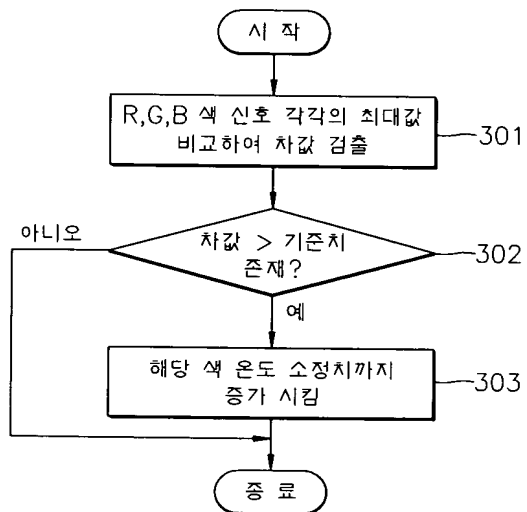 시 작
R,G,B 색 신호 각각의 최대값
비교하여 차값 검출
301
아니오
차값 > 기준치
존재?
302
예
해당 색 온도 소정치까지
증가 시킴
303
종 료